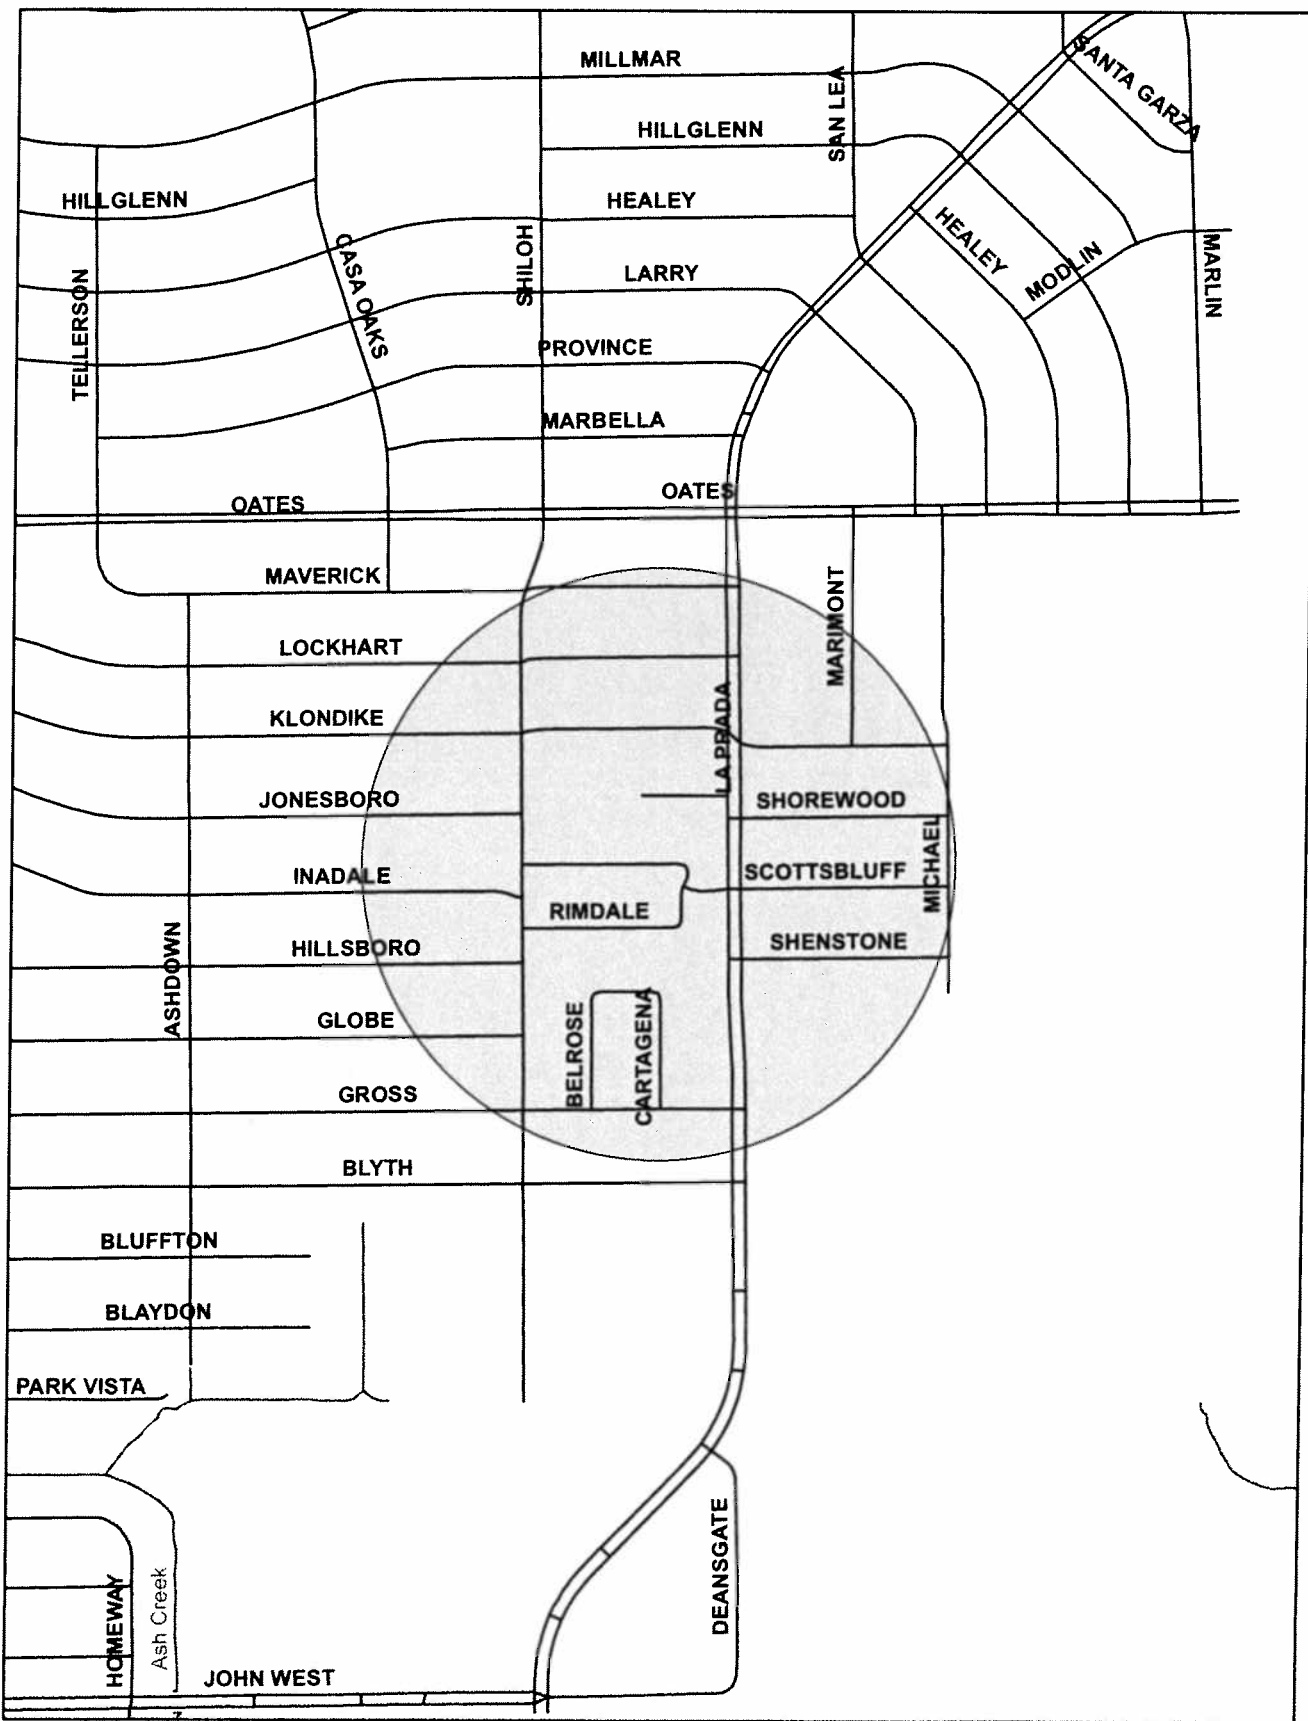 MILLMAR
SANTA GARZA
SAN LEA
HILLGLENN
HILLGLENN
HEALEY
CASA OAKS
SHILOH
HEALEY
MODLIN
MARLIN
TELLERSON
LARRY
PROVINCE
MARBELLA
OATES
OATES
MAVERICK
MARIMONT
LOCKHART
KLONDIKE
LA PRADA
JONESBORO
SHOREWOOD
MICHAEL
INADALE
SCOTTSBLUFF
RIMDALE
ASHDOWN
HILLSBORO
SHENSTONE
GLOBE
BELROSE
CARTAGENA
GROSS
BLYTH
BLUFFTON
BLAYDON
PARK VISTA
DEANSGATE
HOMEWAY
Ash Creek
JOHN WEST